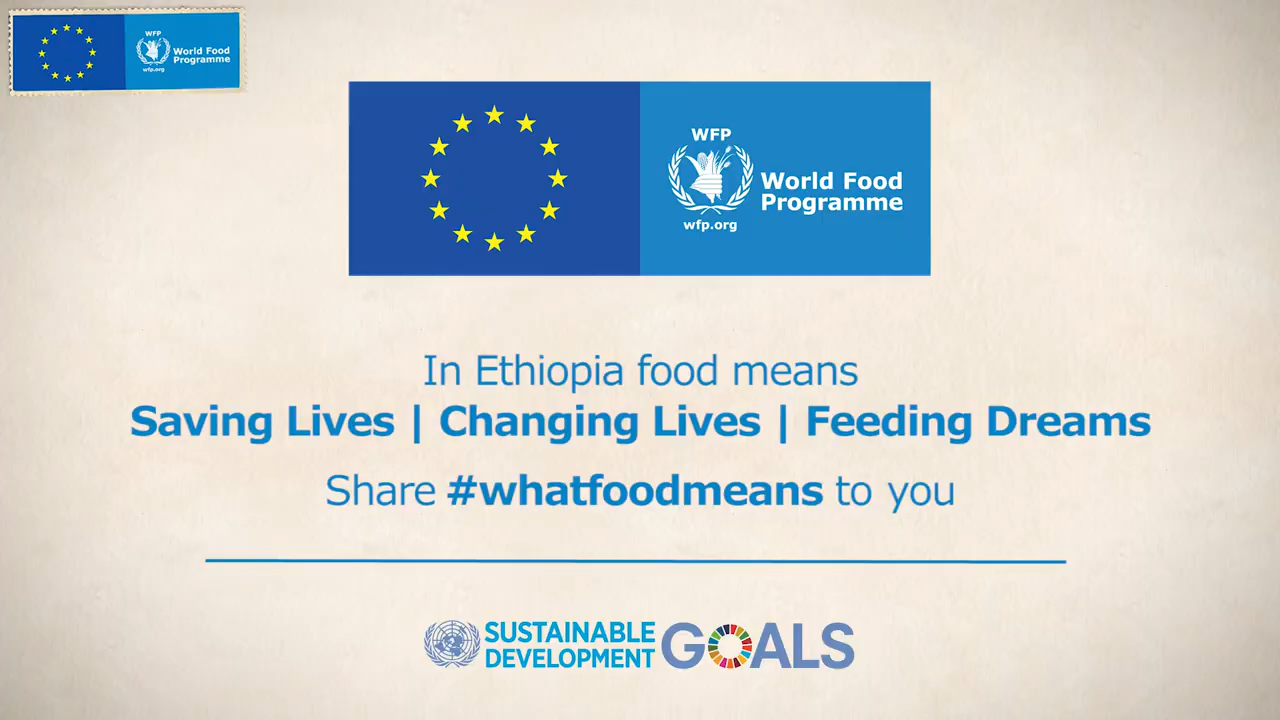 WFP
World Food
Programme
wfp.org
WFP
World Food
Programme
wfp.org
In Ethiopia food means
Saving Lives | Changing Lives | Feeding Dreams
Share #whatfoodmeans to you
SUSTAINABLE
DEVELOPMENT
GOALS